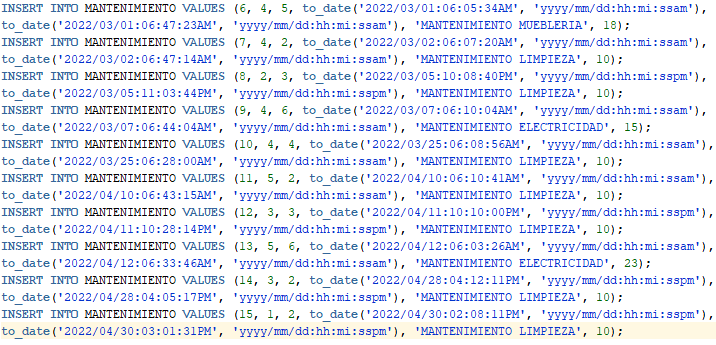 INSERT INTO MANTENIMIENTO VALUES (6, 4, 5, to_date('2022/03/01:06:05:34AM', 'yyyy/mm/dd:hh:mi:ssam'),
to_date('2022/03/01:06:47:23AM', 'yyyy/mm/dd:hh:mi:ssam'), 'MANTENIMIENTO MUEBLERIA', 18);
INSERT INTO MANTENIMIENTO VALUES (7, 4, 2, to_date('2022/03/02:06:07:20AM', 'yyyy/mm/dd:hh:mi:ssam'),
to_date('2022/03/02:06:47:14AM', 'yyyy/mm/dd:hh:mi:ssam'), 'MANTENIMIENTO LIMPIEZA', 10);
INSERT INTO MANTENIMIENTO VALUES (8, 2, 3, to_date('2022/03/05:10:08:40PM', 'yyyy/mm/dd:hh:mi:sspm'),
to_date('2022/03/05:11:03:44PM', 'yyyy/mm/dd:hh:mi:sspm'), 'MANTENIMIENTO LIMPIEZA', 10);
INSERT INTO MANTENIMIENTO VALUES (9, 4, 6, to_date('2022/03/07:06:10:04AM', 'yyyy/mm/dd:hh:mi:ssam'),
to_date('2022/03/07:06:44:04AM', 'yyyy/mm/dd:hh:mi:ssam'), 'MANTENIMIENTO ELECTRICIDAD', 15);
INSERT INTO MANTENIMIENTO VALUES (10, 4, 4, to_date('2022/03/25:06:08:56AM', 'yyyy/mm/dd:hh:mi:ssam'),
to_date('2022/03/25:06:28:00AM', 'yyyy/mm/dd:hh:mi:ssam'), 'MANTENIMIENTO LIMPIEZA', 10);
INSERT INTO MANTENIMIENTO VALUES (11, 5, 2, to_date('2022/04/10:06:10:41AM', 'yyyy/mm/dd:hh:mi:ssam'),
to_date('2022/04/10:06:43:15AM', 'yyyy/mm/dd:hh:mi:ssam'), 'MANTENIMIENTO LIMPIEZA', 10);
INSERT INTO MANTENIMIENTO VALUES (12, 3, 3, to_date('2022/04/11:10:10:00PM', 'yyyy/mm/dd:hh:mi:sspm'),
to_date('2022/04/11:10:28:14PM', 'yyyy/mm/dd:hh:mi:sspm'), 'MANTENIMIENTO LIMPIEZA', 10);
INSERT INTO MANTENIMIENTO VALUES (13, 5, 6, to_date('2022/04/12:06:03:26AM', 'yyyy/mm/dd:hh:mi:ssam'),
to_date('2022/04/12:06:33:46AM', 'yyyy/mm/dd:hh:mi:ssam'), 'MANTENIMIENTO ELECTRICIDAD', 23);
INSERT INTO MANTENIMIENTO VALUES (14, 3, 2, to_date('2022/04/28:04:12:11PM', 'yyyy/mm/dd:hh:mi:sspm'),
to_date('2022/04/28:04:05:17PM', 'yyyy/mm/dd:hh:mi:sspm'), 'MANTENIMIENTO LIMPIEZA', 10);
INSERT INTO MANTENIMIENTO VALUES (15, 1, 2, to_date('2022/04/30:02:08:11PM', 'yyyy/mm/dd:hh:mi:sspm'),
to_date('2022/04/30:03:01:31PM', 'yyyy/mm/dd:hh:mi:sspm'), 'MANTENIMIENTO LIMPIEZA', 10);